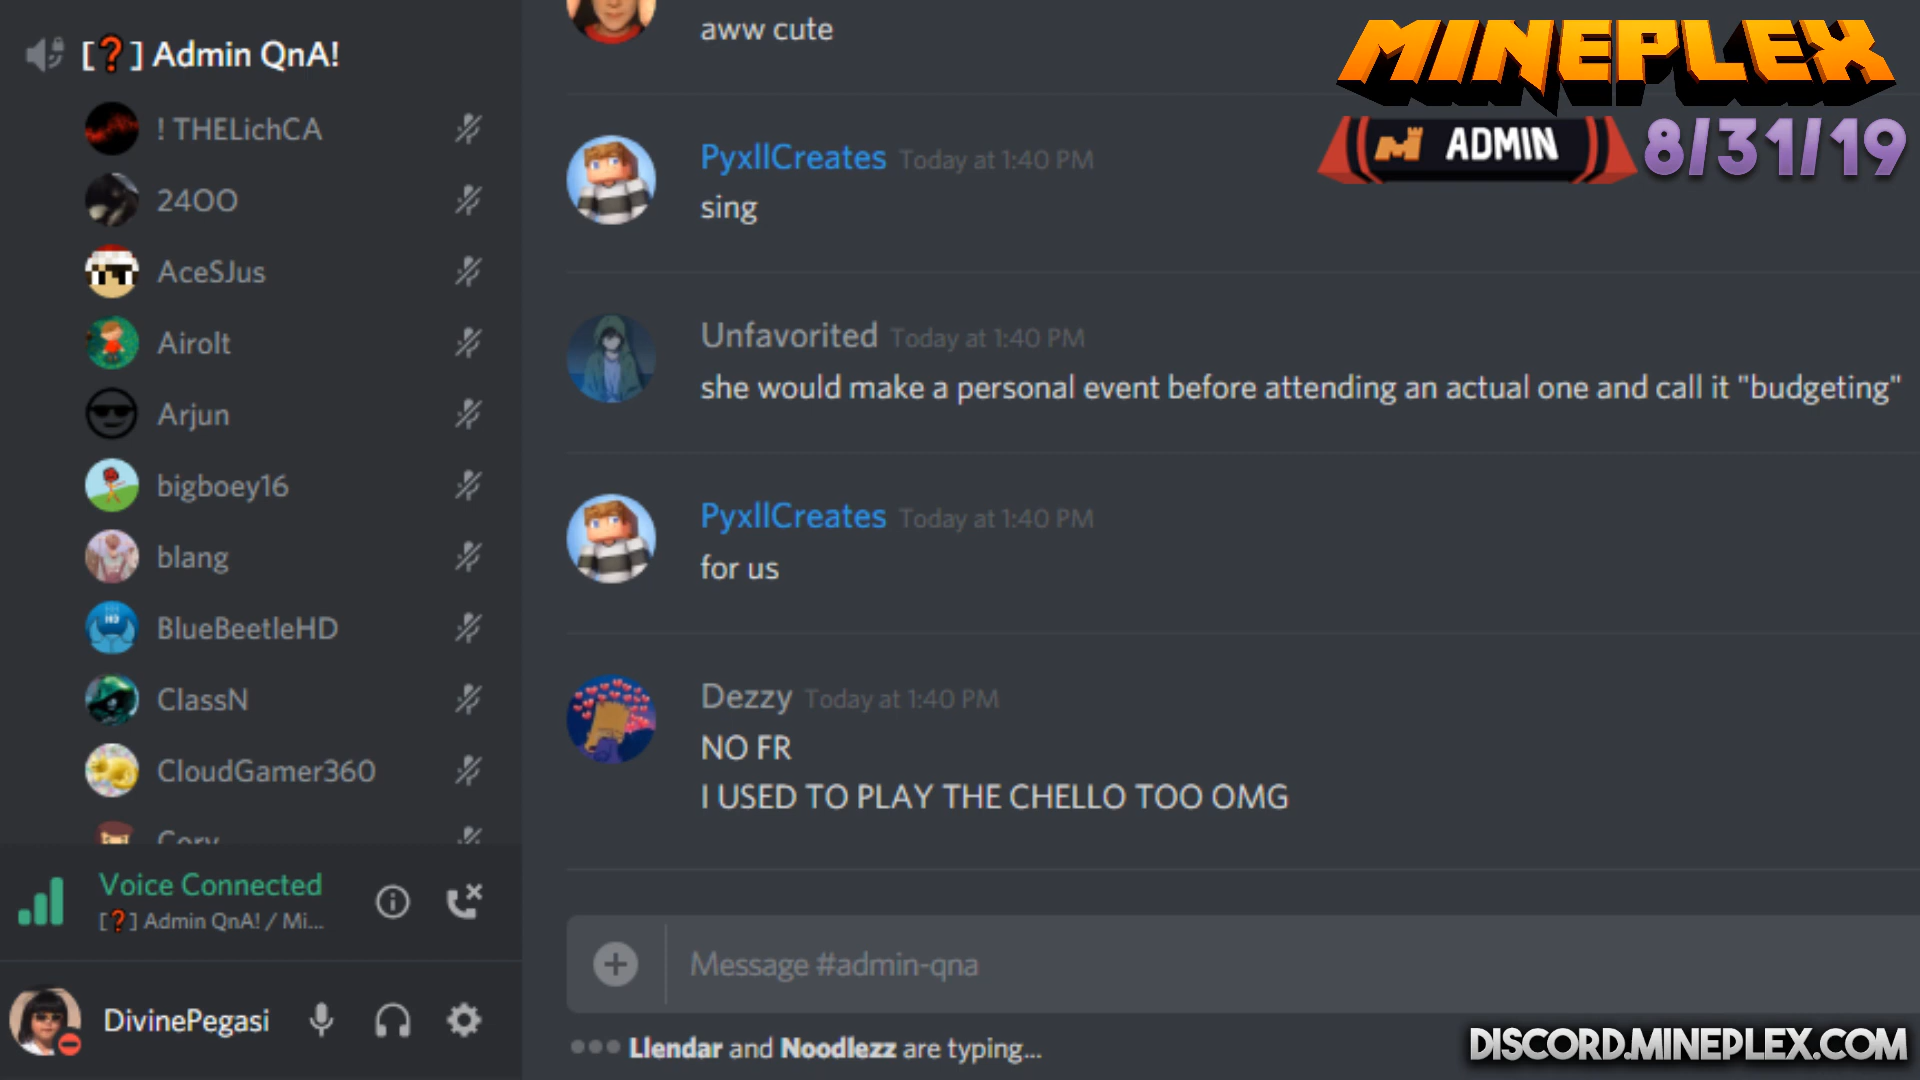 [❓] Admin QnA!
! THELichCA
24OO
AceSJus
Airolt
Arjun
bigboey16
blang
BlueBeetleHD
ClassN
CloudGamer360
Cory
Voice Connected
[❓] Admin QnA! / Mi...
DivinePegasi
aww cute
PyxllCreates Today at 1:40 PM
sing
Unfavorited Today at 1:40 PM
she would make a personal event before attending an actual one and call it "budgeting"
PyxllCreates Today at 1:40 PM
for us
Dezzy Today at 1:40 PM
NO FR
I USED TO PLAY THE CHELLO TOO OMG
Message #admin-qna
Llendar and Noodlezz are typing...
MINEPLEX
ADMIN 8/31/19
DISCORD.MINEPLEX.COM